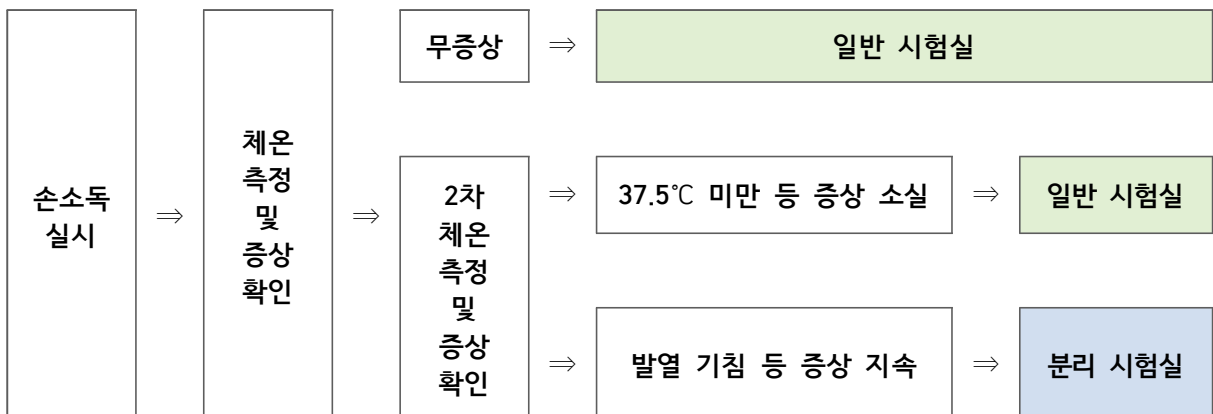 손소독
실시
⇒
체온
측정
및
증상
확인
⇒
무증상
⇒
일반 시험실
2차
체온
측정
및
증상
확인
⇒
37.5℃ 미만 등 증상 소실
⇒
일반 시험실
⇒
발열 기침 등 증상 지속
⇒
분리 시험실